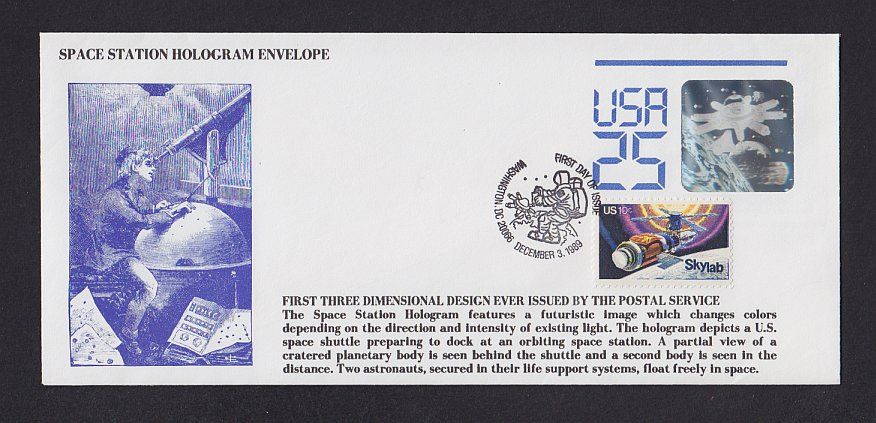 SPACE STATION HOLOGRAM ENVELOPE
USA
25
FIRST DAY OF ISSUE
WASHINGTON, DC 20066 DECEMBER 3, 1989
US 10c
Skylab
FIRST THREE DIMENSIONAL DESIGN EVER ISSUED BY THE POSTAL SERVICE
The Space Station Hologram features a futuristic image which changes colors
depending on the direction and intensity of existing light. The hologram depicts a U.S.
space shuttle preparing to dock at an orbiting space station. A partial view of a
cratered planetary body is seen behind the shuttle and a second body is seen in the
distance. Two astronauts, secured in their life support systems, float freely in space.